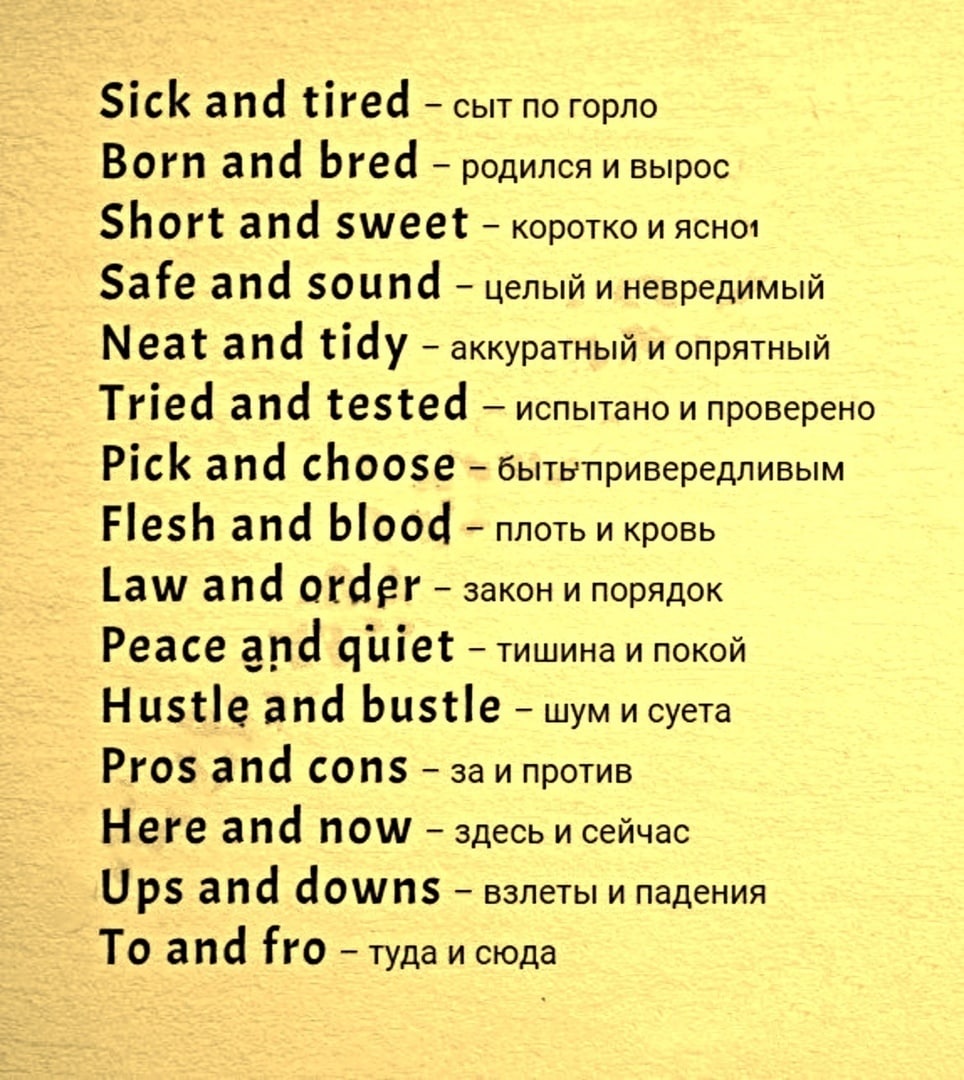 Sick and tired – сыт по горло
Born and bred – родился и вырос
Short and sweet – коротко и ясно
Safe and sound – целый и невредимый
Neat and tidy – аккуратный и опрятный
Tried and tested – испытано и проверено
Pick and choose – быть привередливым
Flesh and blood – плоть и кровь
Law and order – закон и порядок
Peace and quiet – тишина и покой
Hustle and bustle – шум и суета
Pros and cons – за и против
Here and now – здесь и сейчас
Ups and downs – взлеты и падения
To and fro – туда и сюда